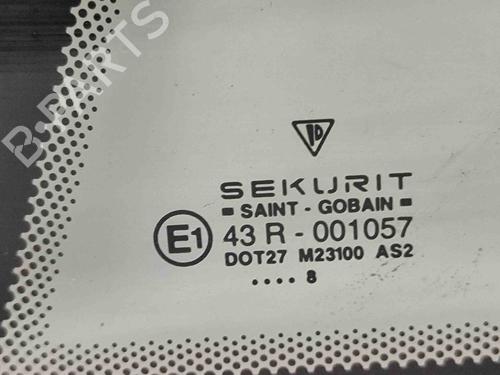 B-PARTS
SEKURIT
SAINT - GOBAIN
E1 43 R - 001057
DOT27 M23100 AS2
.... 8